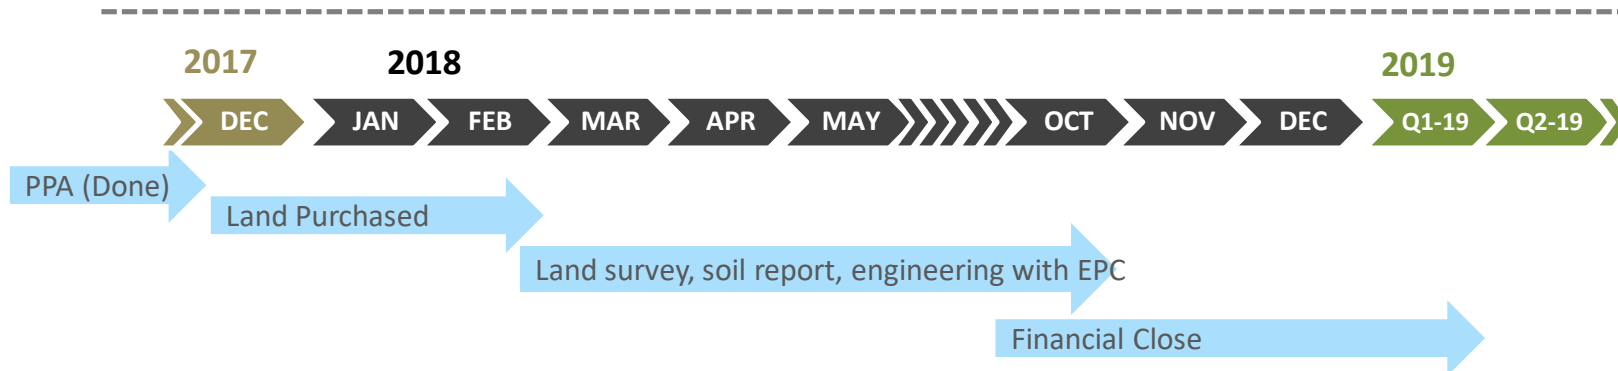 2017 2018 2019
DEC JAN FEB MAR APR MAY OCT NOV DEC Q1-19 Q2-19
PPA (Done)
Land Purchased
Land survey, soil report, engineering with EPC
Financial Close